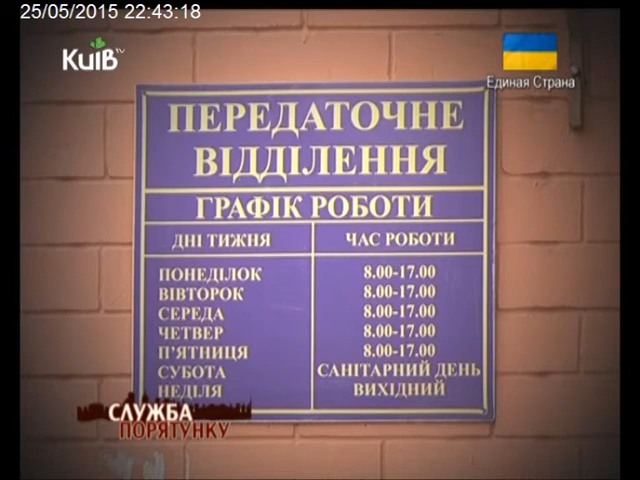 25/05/2015 22:43:18
КиїВ tv
Единая Страна
ПЕРЕДАТОЧНЕ
ВІДДІЛЕННЯ
ГРАФІК РОБОТИ
ДНІ ТИЖНЯ ЧАС РОБОТИ
ПОНЕДІЛОК 8.00-17.00
ВІВТОРОК 8.00-17.00
СЕРЕДА 8.00-17.00
ЧЕТВЕР 8.00-17.00
П'ЯТНИЦЯ 8.00-17.00
СУБОТА САНІТАРНИЙ ДЕНЬ
НЕДІЛЯ ВИХІДНИЙ
СЛУЖБА
ПОРЯТУНКУ